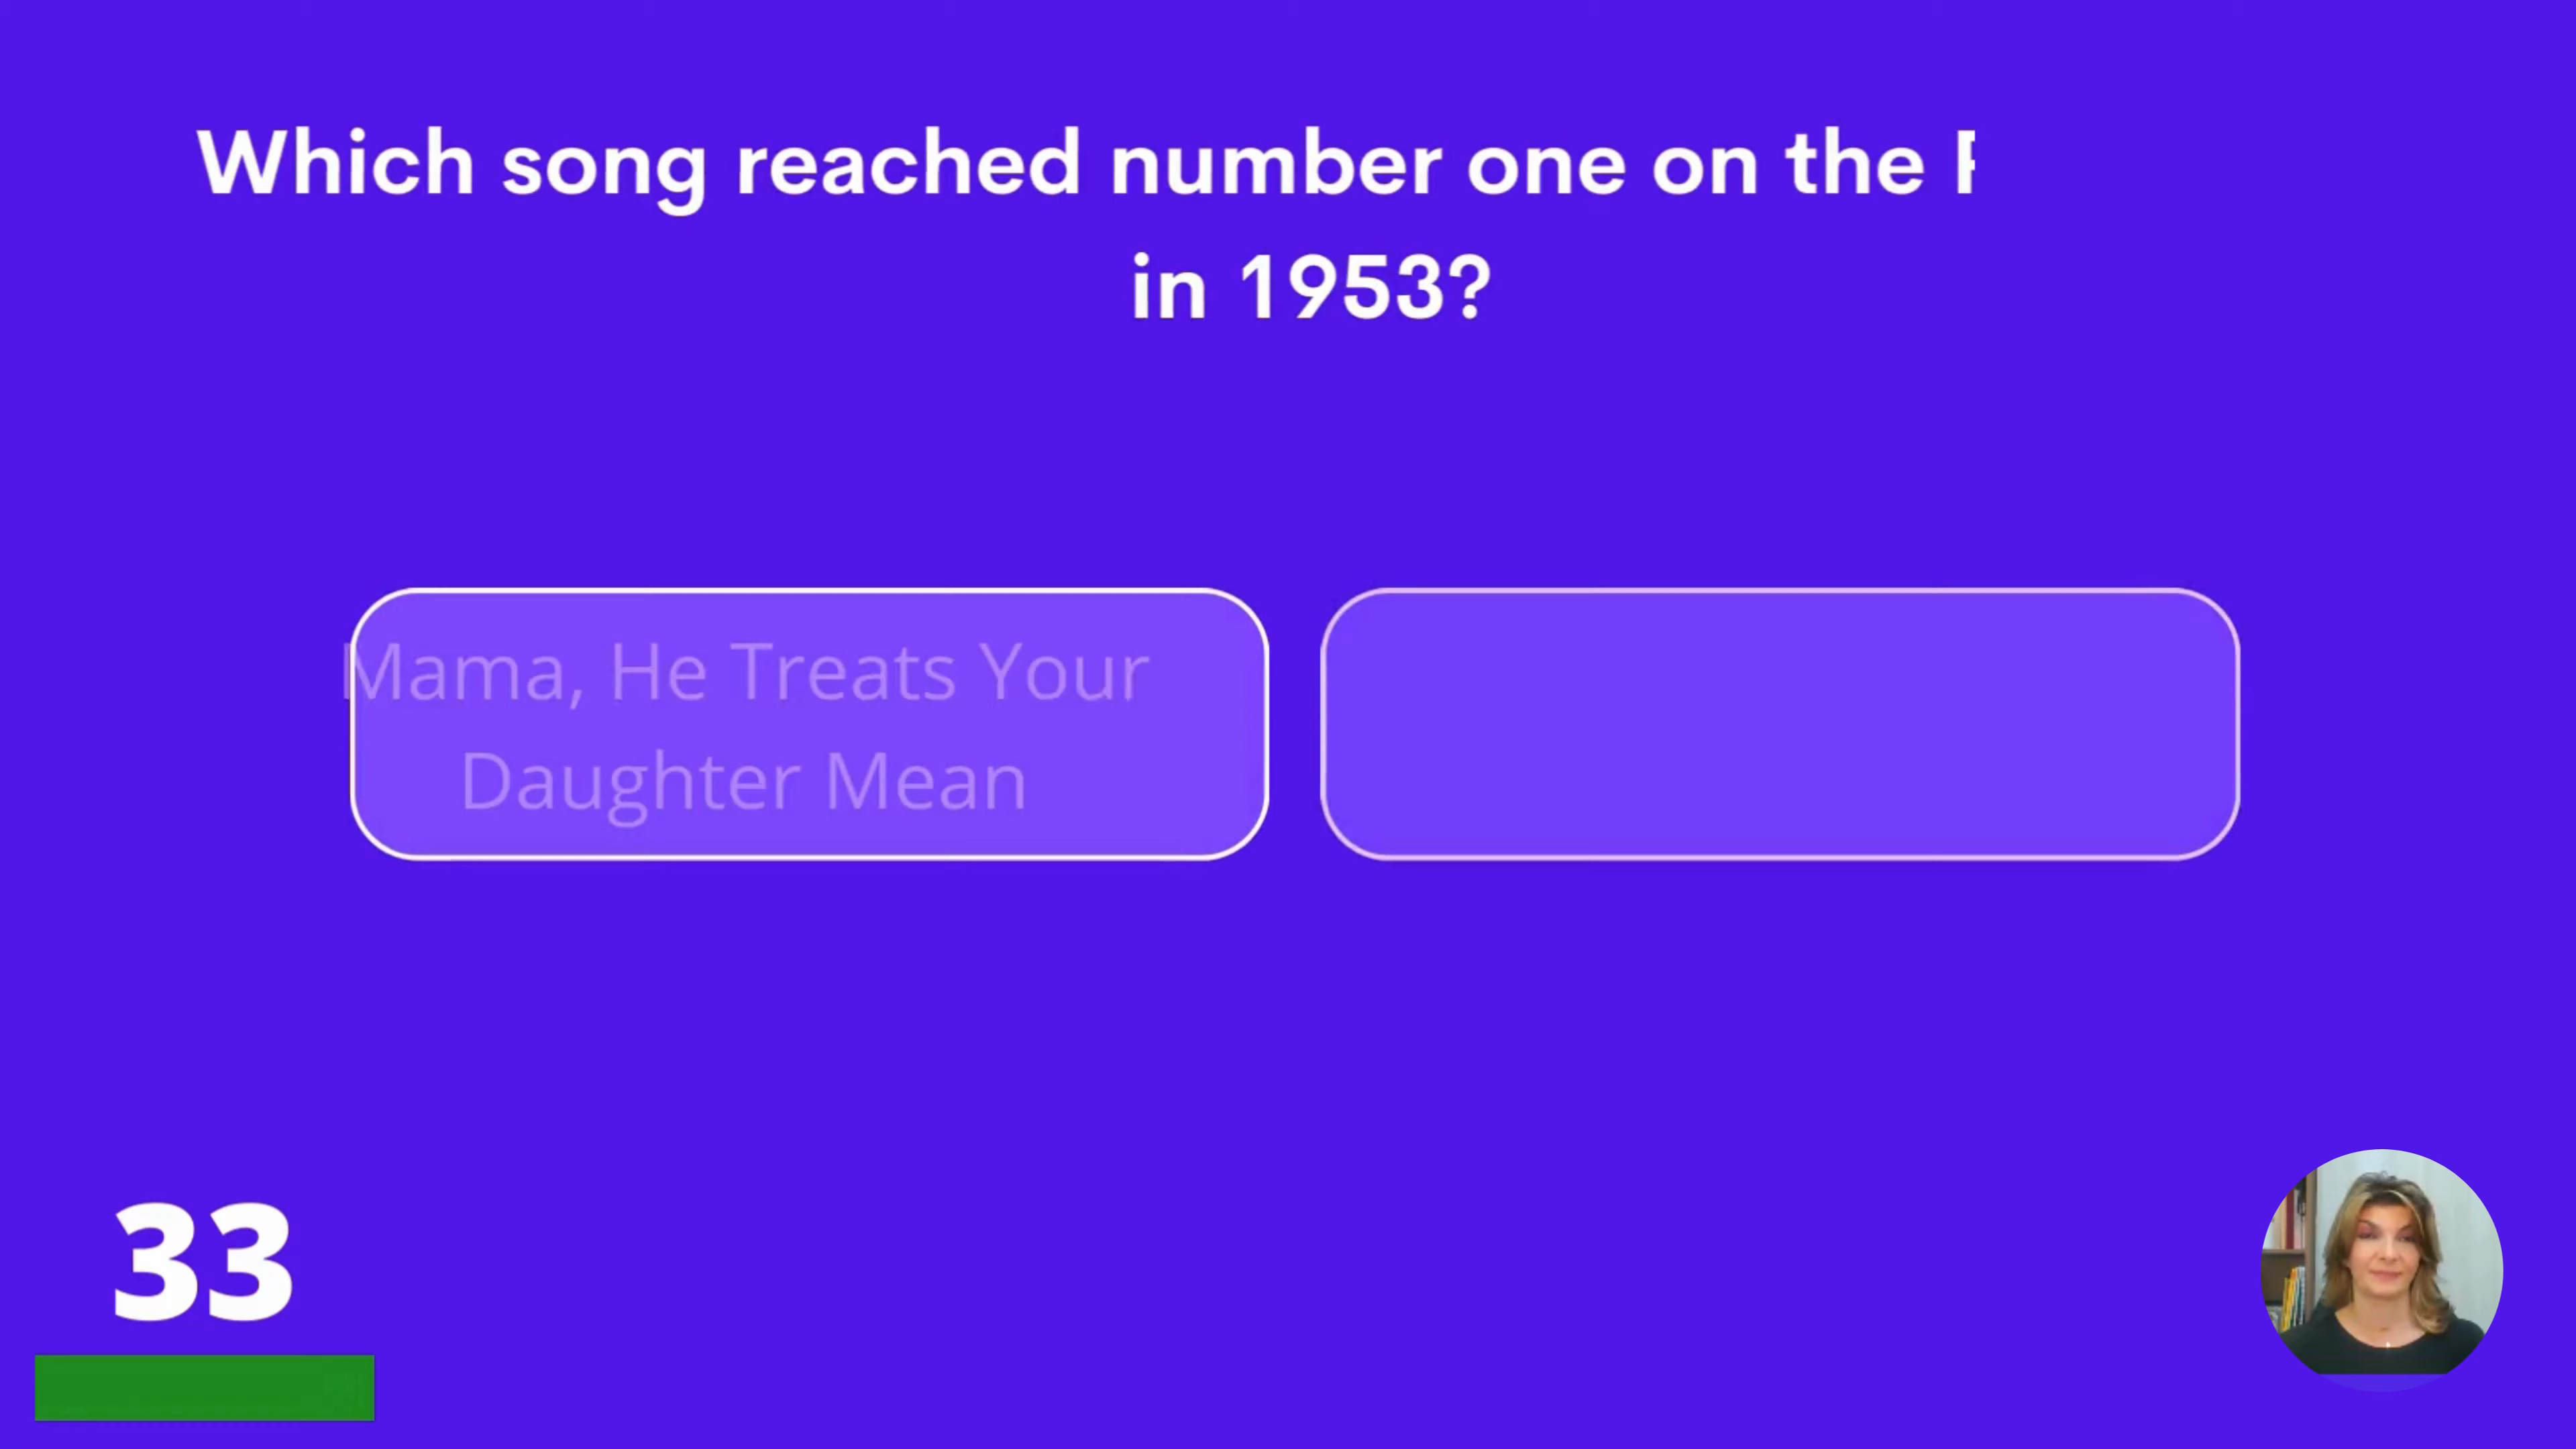 Which song reached number one on the
in 1953?
Mama, He Treats Your
Daughter Mean
33